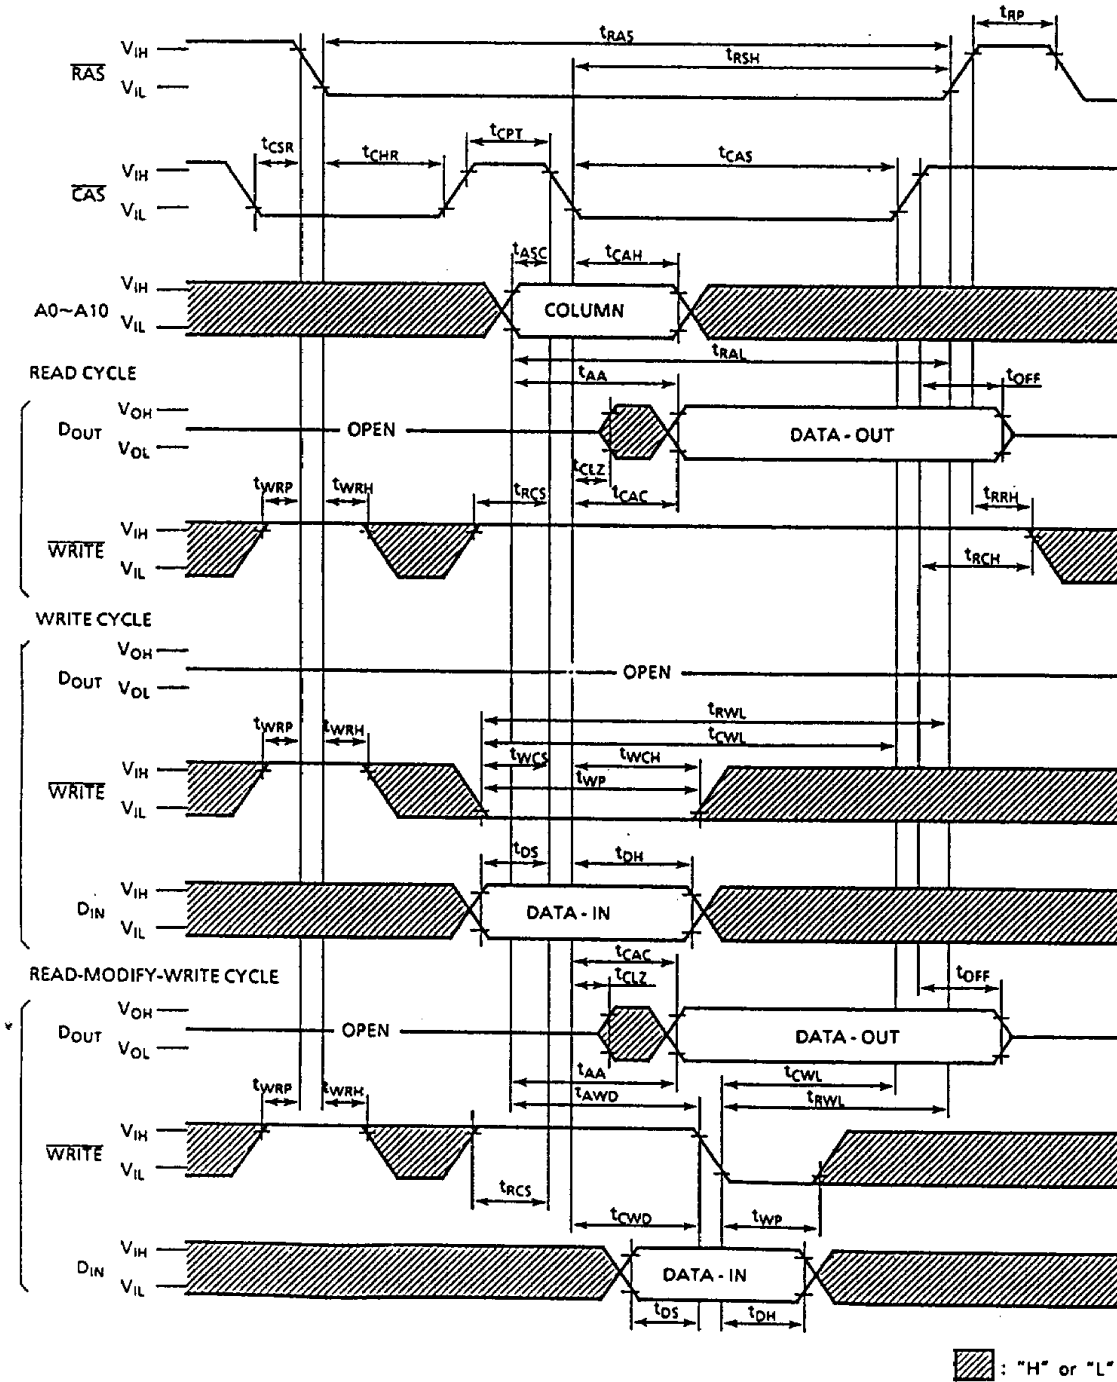 tRP
tRAS
VIH
tRSH
RAS
VIL
tCPT
tCSR
tCHR
tCAS
VIH
CAS
VIL
tASC
tCAH
VIH
A0~A10
COLUMN
VIL
tRAL
READ CYCLE
tAA
tOFF
VOH
DOUT
OPEN
DATA-OUT
VOL
tCLZ
tWRP
tWRH
tRCS
tCAC
tRRH
VIH
WRITE
VIL
tRCH
WRITE CYCLE
VOH
DOUT
OPEN
VOL
tRWL
tWRP
tWRH
tCWL
tWCS
tWCH
VIH
WRITE
tWP
VIL
tDS
tDH
VIH
DIN
DATA-IN
VIL
tCAC
READ-MODIFY-WRITE CYCLE
tCLZ
tOFF
VOH
DOUT
OPEN
DATA-OUT
VOL
tAA
tCWL
tWRP
tWRH
tAWD
tRWL
VIH
WRITE
VIL
tRCS
tCWD
tWP
VIH
DIN
DATA-IN
VIL
tDS
tDH
: "H" or "L"